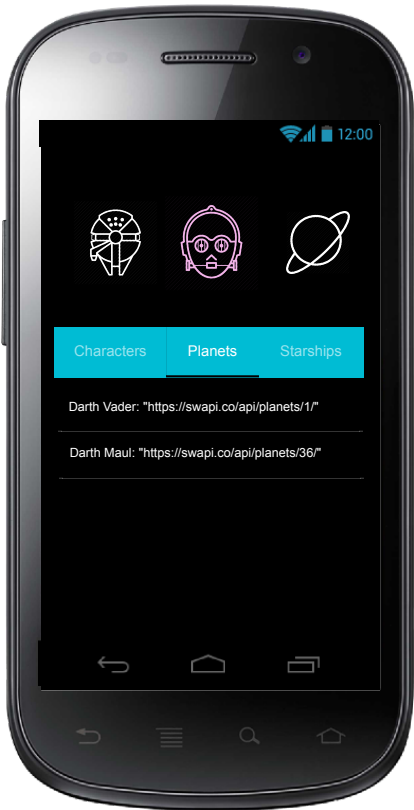 12:00
Characters Planets Starships
Darth Vader: "https://swapi.co/api/planets/1/"
Darth Maul: "https://swapi.co/api/planets/36/"